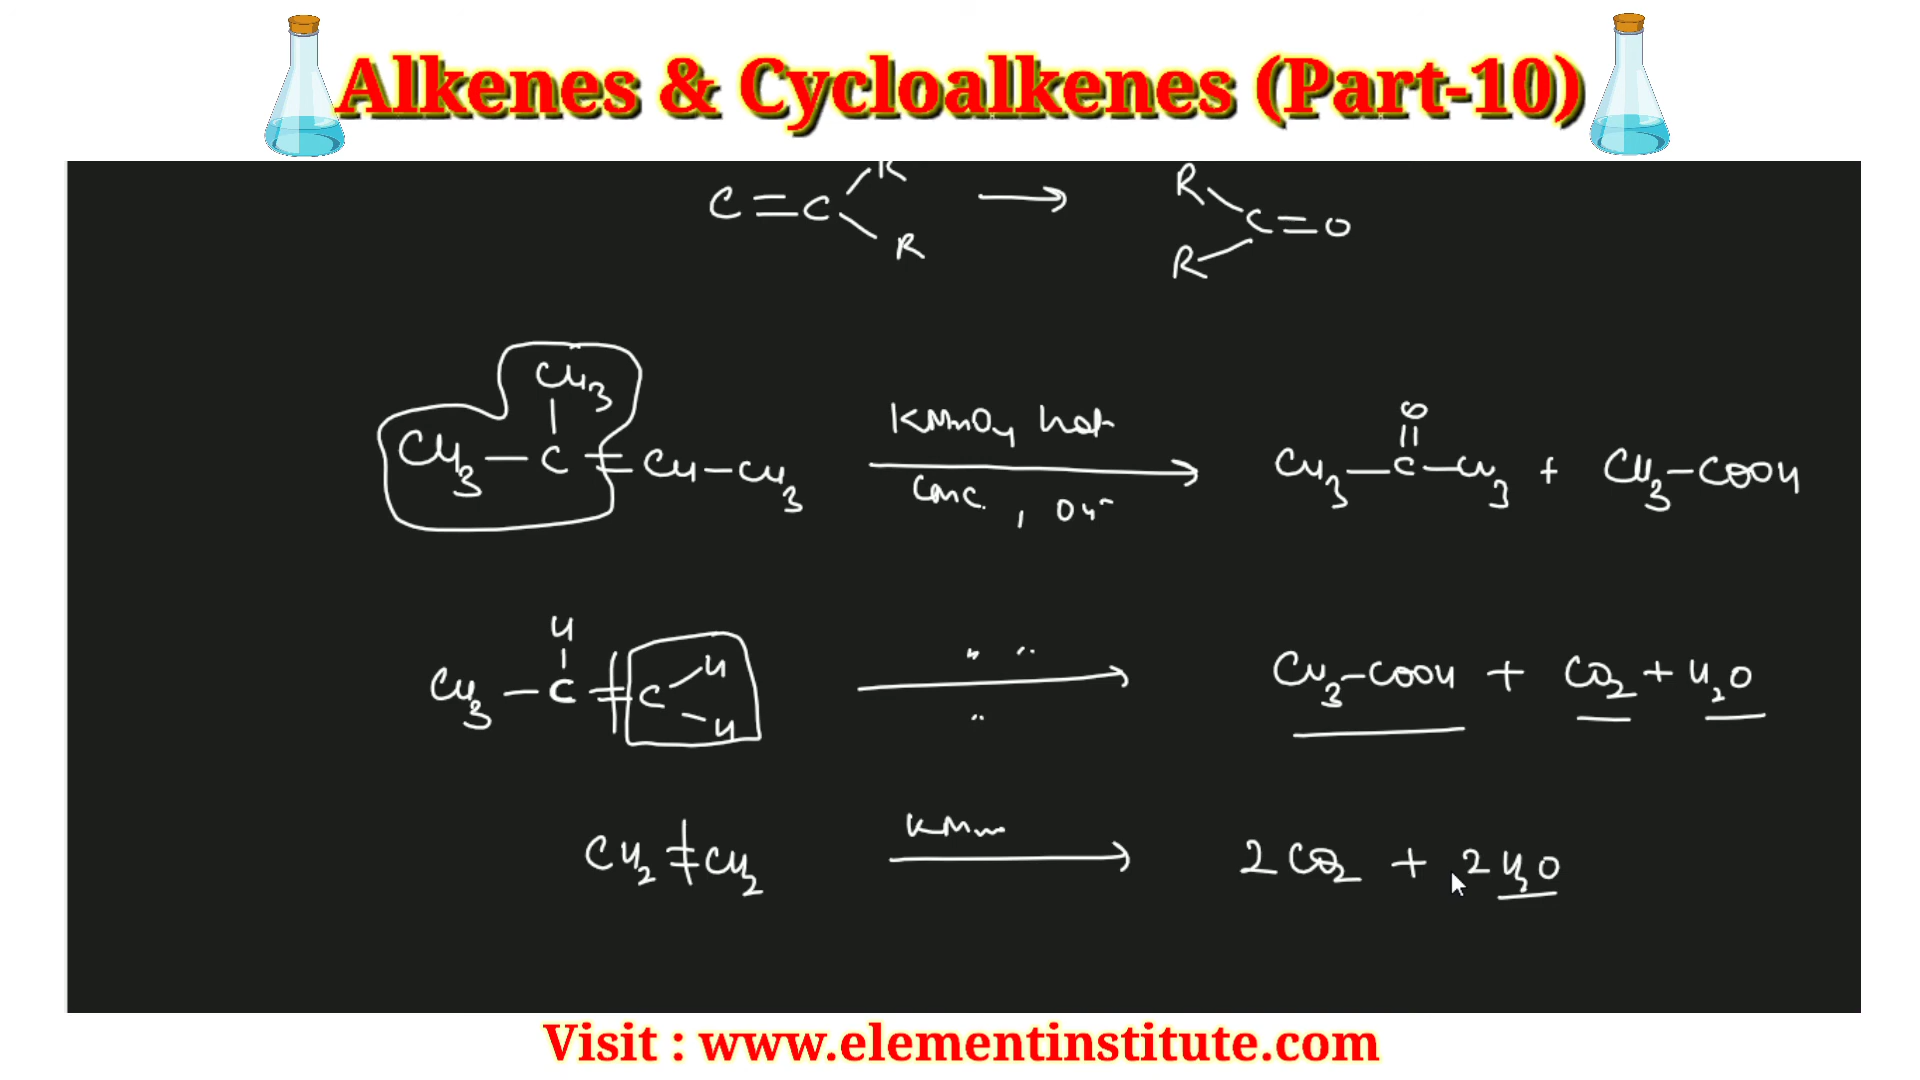 Alkenes & Cycloalkenes (Part-10)
C=C R R → R R C=O
CH3
CH3—C=CH—CH3 KMnO4 hot conc. , OH⁻ → CH3—C(=O)—CH3 + CH3—COOH
H
CH3—C=C H H " " " → CH3—COOH + CO2 + H2O
CH2=CH2 KMn → 2CO2 + 2H2O
Visit : www.elementinstitute.com